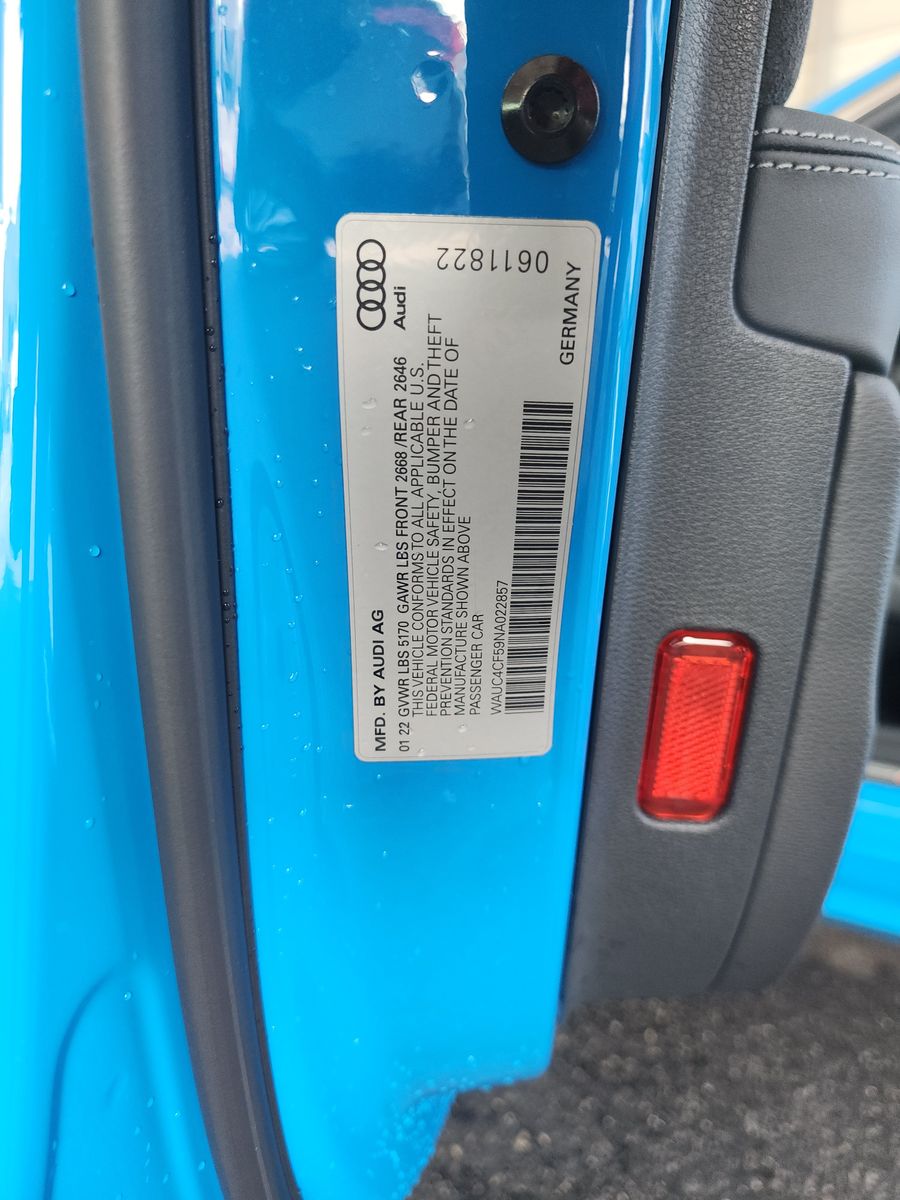 Audi
0611822
MFD. BY AUDI AG
01 22 GVWR LBS 5170 GAWR LBS FRONT 2668 /REAR 2646
THIS VEHICLE CONFORMS TO ALL APPLICABLE U.S.
FEDERAL MOTOR VEHICLE SAFETY, BUMPER AND THEFT
PREVENTION STANDARDS IN EFFECT ON THE DATE OF
MANUFACTURE SHOWN ABOVE
PASSENGER CAR
WAUC4CF59NA022857
GERMANY